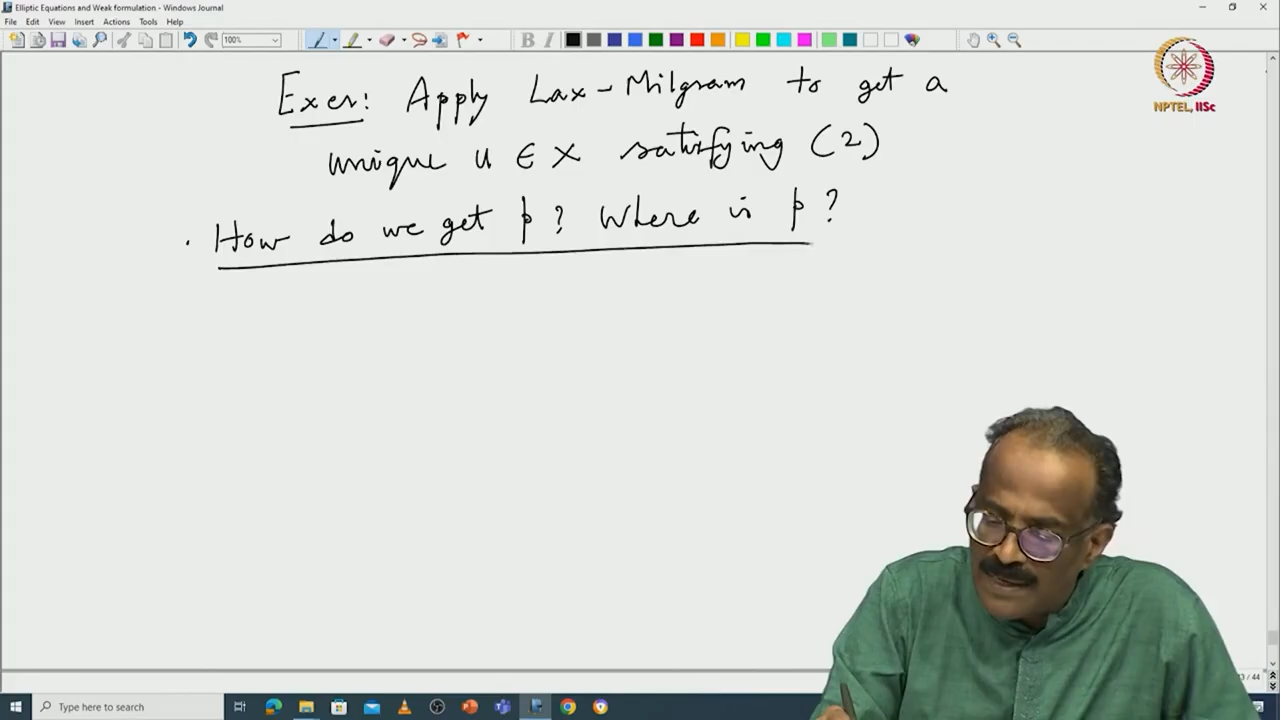 Elliptic Equations and Weak formulation - Windows Journal
File Edit View Insert Actions Tools Help
100%
B I
Exer: Apply Lax-Milgram to get a
unique u ∈ X satisfying (2)
· How do we get p? Where is p?
NPTEL, IISc
/ 44
Type here to search